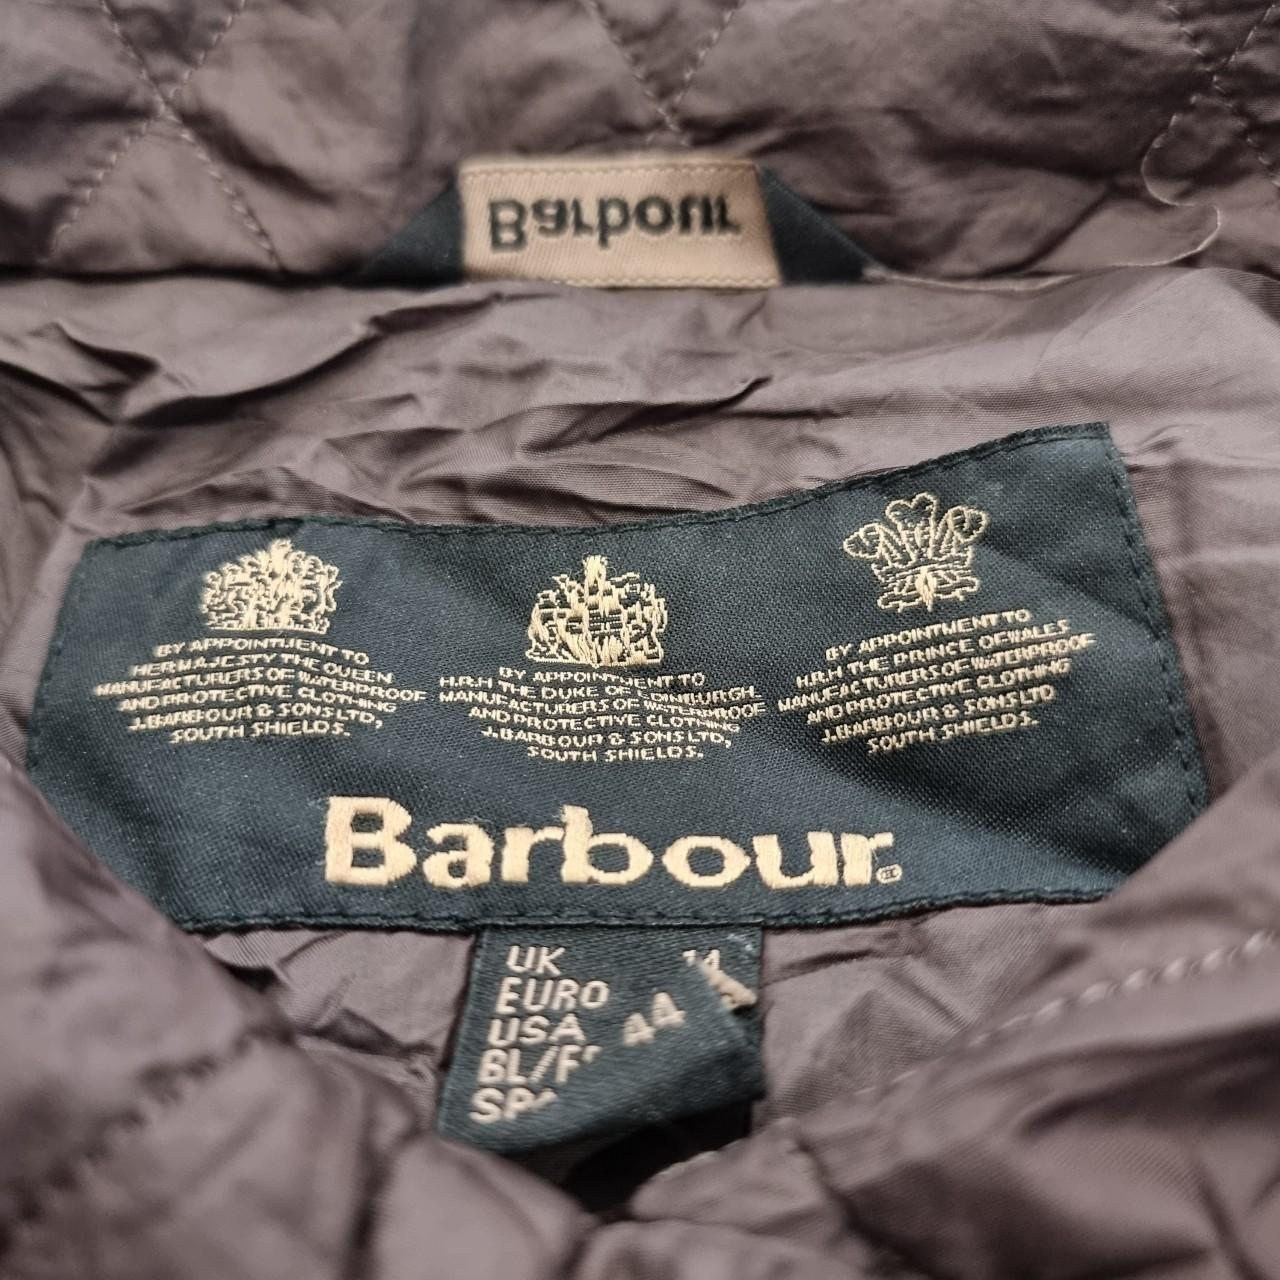 Barbour
BY APPOINTMENT TO
HER MAJESTY THE QUEEN
MANUFACTURERS OF WATERPROOF
AND PROTECTIVE CLOTHING
J.BARBOUR & SONS LTD,
SOUTH SHIELDS.
BY APPOINTMENT TO
H.R.H THE DUKE OF EDINBURGH
MANUFACTURERS OF WATERPROOF
AND PROTECTIVE CLOTHING
J.BARBOUR & SONS LTD,
SOUTH SHIELDS.
BY APPOINTMENT TO
H.R.H THE PRINCE OF WALES
MANUFACTURERS OF WATERPROOF
AND PROTECTIVE CLOTHING
J.BARBOUR & SONS LTD
SOUTH SHIELDS.
Barbour®
UK 14
EURO
USA
44